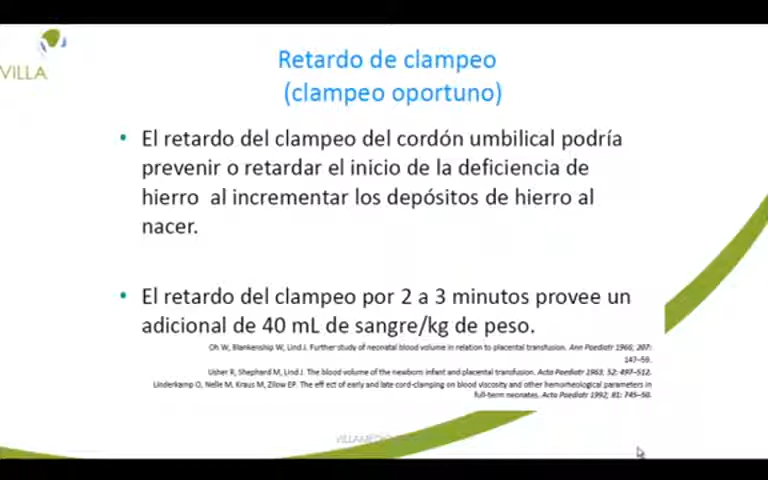 VILLA
Retardo de clampeo
(clampeo oportuno)
• El retardo del clampeo del cordón umbilical podría
prevenir o retardar el inicio de la deficiencia de
hierro al incrementar los depósitos de hierro al
nacer.
• El retardo del clampeo por 2 a 3 minutos provee un
adicional de 40 mL de sangre/kg de peso.
Oh W, Blankenship W, Lind J. Further study of neonatal blood volume in relation to placental transfusion. Ann Paediatr 1966; 207:
147–59.
Usher R, Shephard M, Lind J. The blood volume of the newborn infant and placental transfusion. Acta Paediatr 1963; 52: 497–512.
Linderkamp O, Nelle M, Kraus M, Zilow EP. The eff ect of early and late cord-clamping on blood viscosity and other hemorheological parameters in
full-term neonates. Acta Paediatr 1992; 81: 745–50.